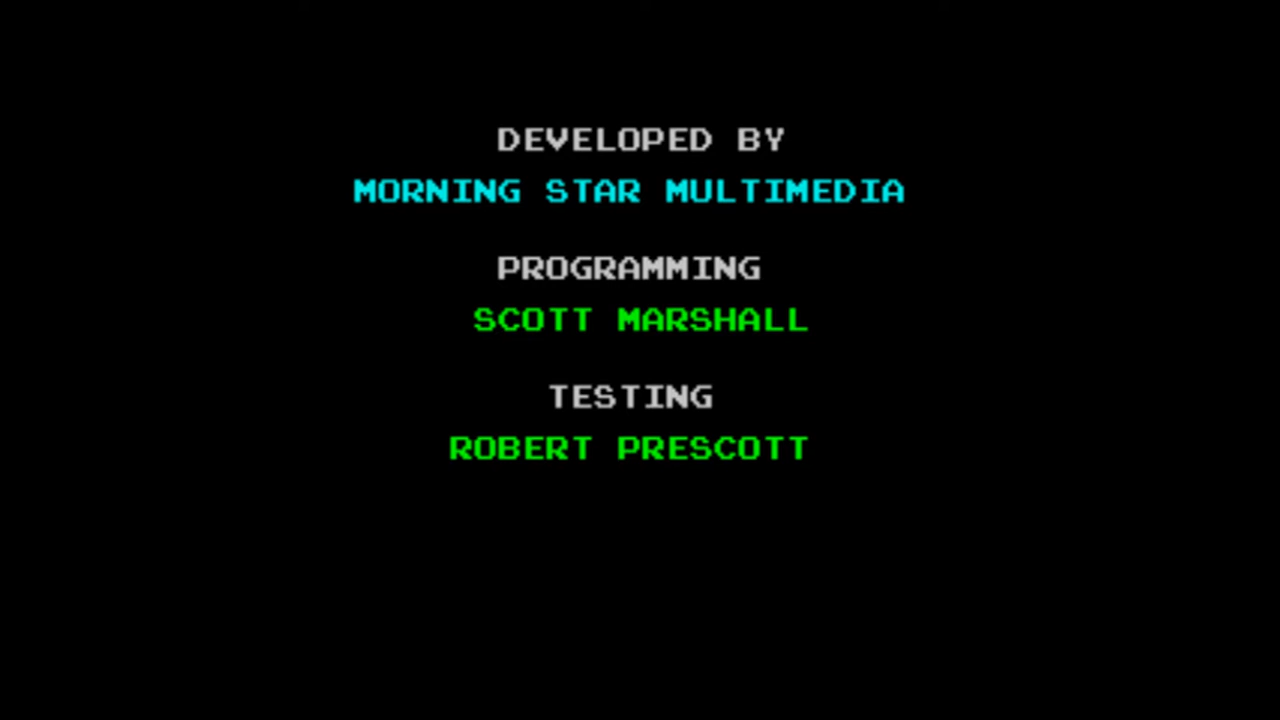 DEVELOPED BY
MORNING STAR MULTIMEDIA
PROGRAMMING
SCOTT MARSHALL
TESTING
ROBERT PRESCOTT